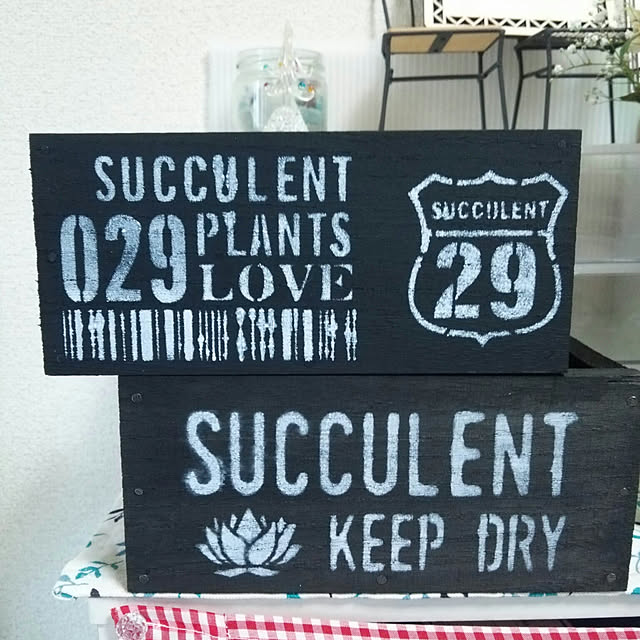 SUCCULENT
029 PLANTS
LOVE
SUCCULENT
29
SUCCULENT
KEEP DRY